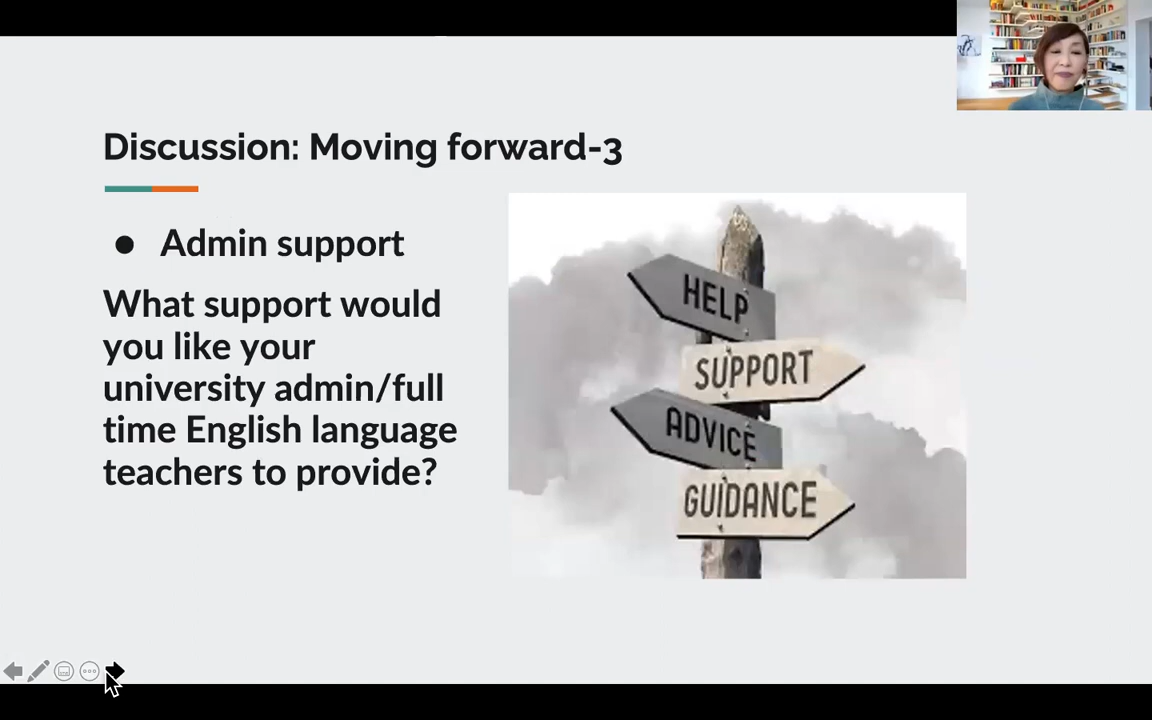 Discussion: Moving forward-3
● Admin support
What support would
you like your
university admin/full
time English language
teachers to provide?
HELP
SUPPORT
ADVICE
GUIDANCE